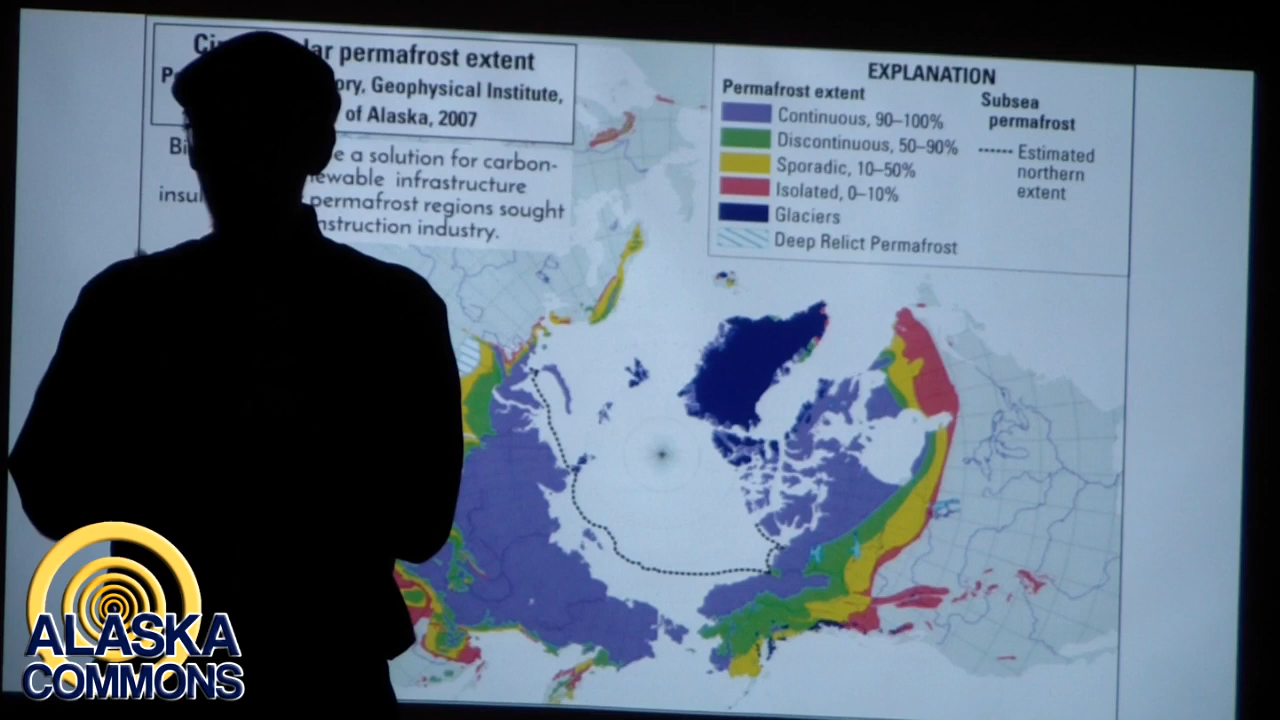 Ci lar permafrost extent
P ory, Geophysical Institute,
of Alaska, 2007
Bi e a solution for carbon-
ewable infrastructure
insu permafrost regions sought
nstruction industry.
EXPLANATION
Permafrost extent
Continuous, 90–100%
Discontinuous, 50–90%
Sporadic, 10–50%
Isolated, 0–10%
Glaciers
Deep Relict Permafrost
Subsea
permafrost
Estimated
northern
extent
ALASKA
COMMONS